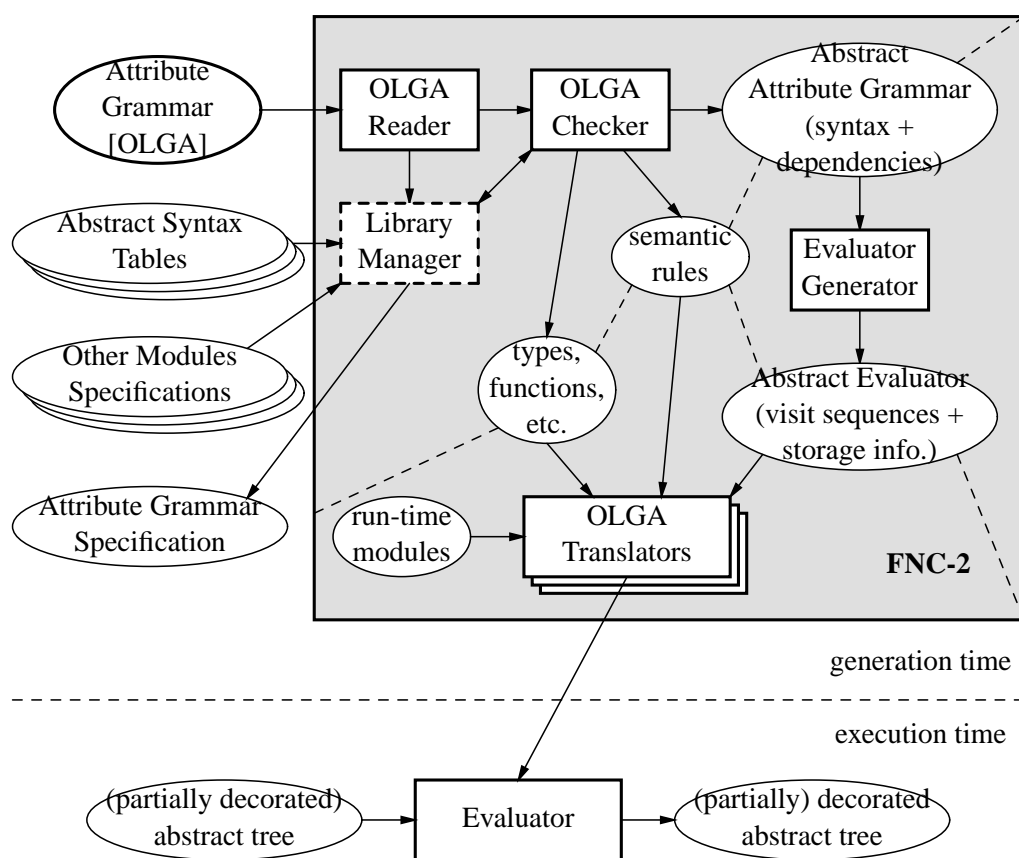 Attribute
Grammar
[OLGA]
OLGA
Reader
OLGA
Checker
Abstract
Attribute Grammar
(syntax +
dependencies)
Abstract Syntax
Tables
Library
Manager
semantic
rules
Evaluator
Generator
Other Modules
Specifications
types,
functions,
etc.
Abstract Evaluator
(visit sequences +
storage info.)
Attribute Grammar
Specification
run-time
modules
OLGA
Translators
FNC-2
generation time
execution time
(partially decorated)
abstract tree
Evaluator
(partially) decorated
abstract tree